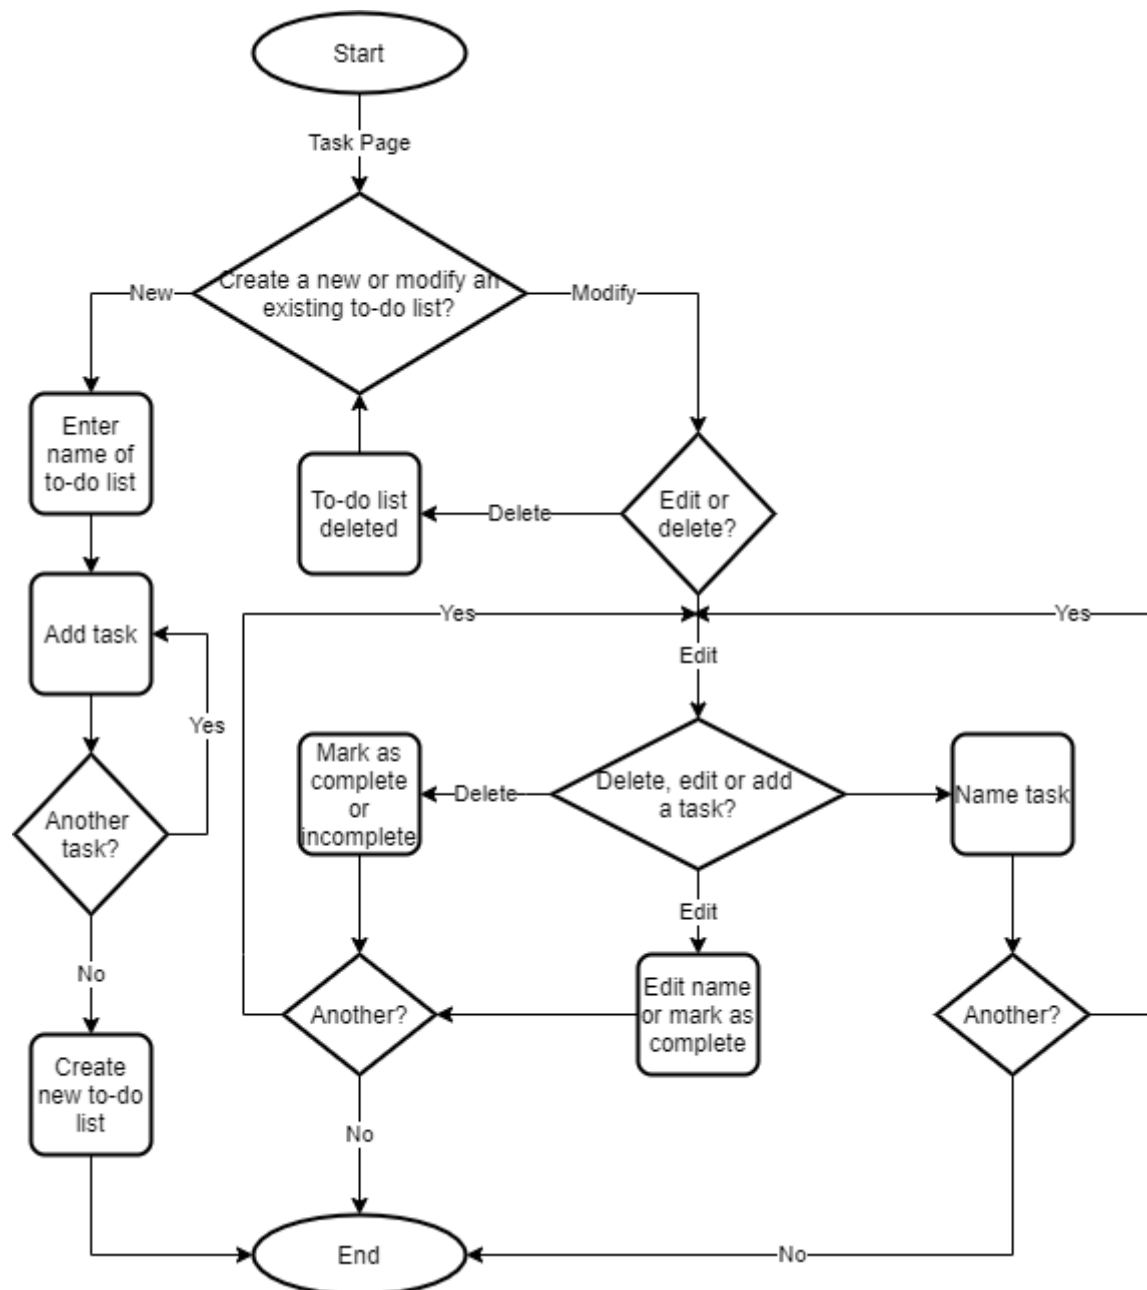 Start
Task Page
Create a new or modify an
existing to-do list?
New
Modify
Enter
name of
to-do list
To-do list
deleted
Delete
Edit or
delete?
Add task
Yes
Yes
Yes
Edit
Another
task?
Mark as
complete
or
incomplete
Delete
Delete, edit or add
a task?
Name task
Edit
No
Another?
Edit name
or mark as
complete
Another?
Create
new to-do
list
No
End
No